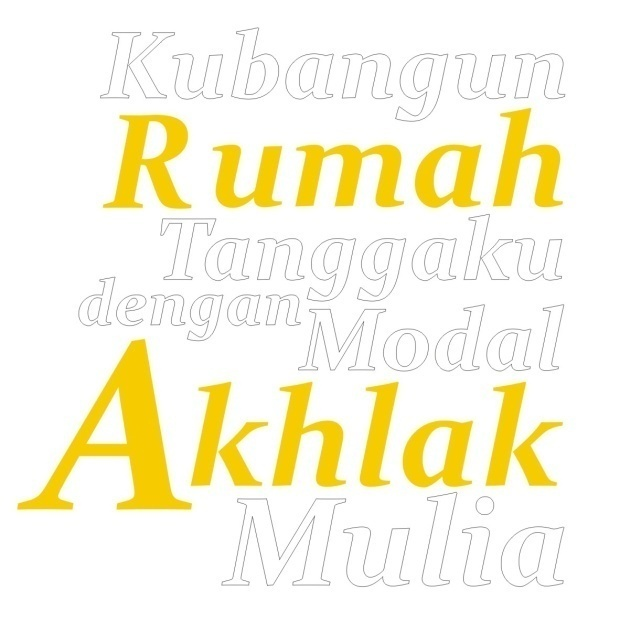 Kubangun
Rumah
Tanggaku
dengan
Modal
Akhlak
Mulia